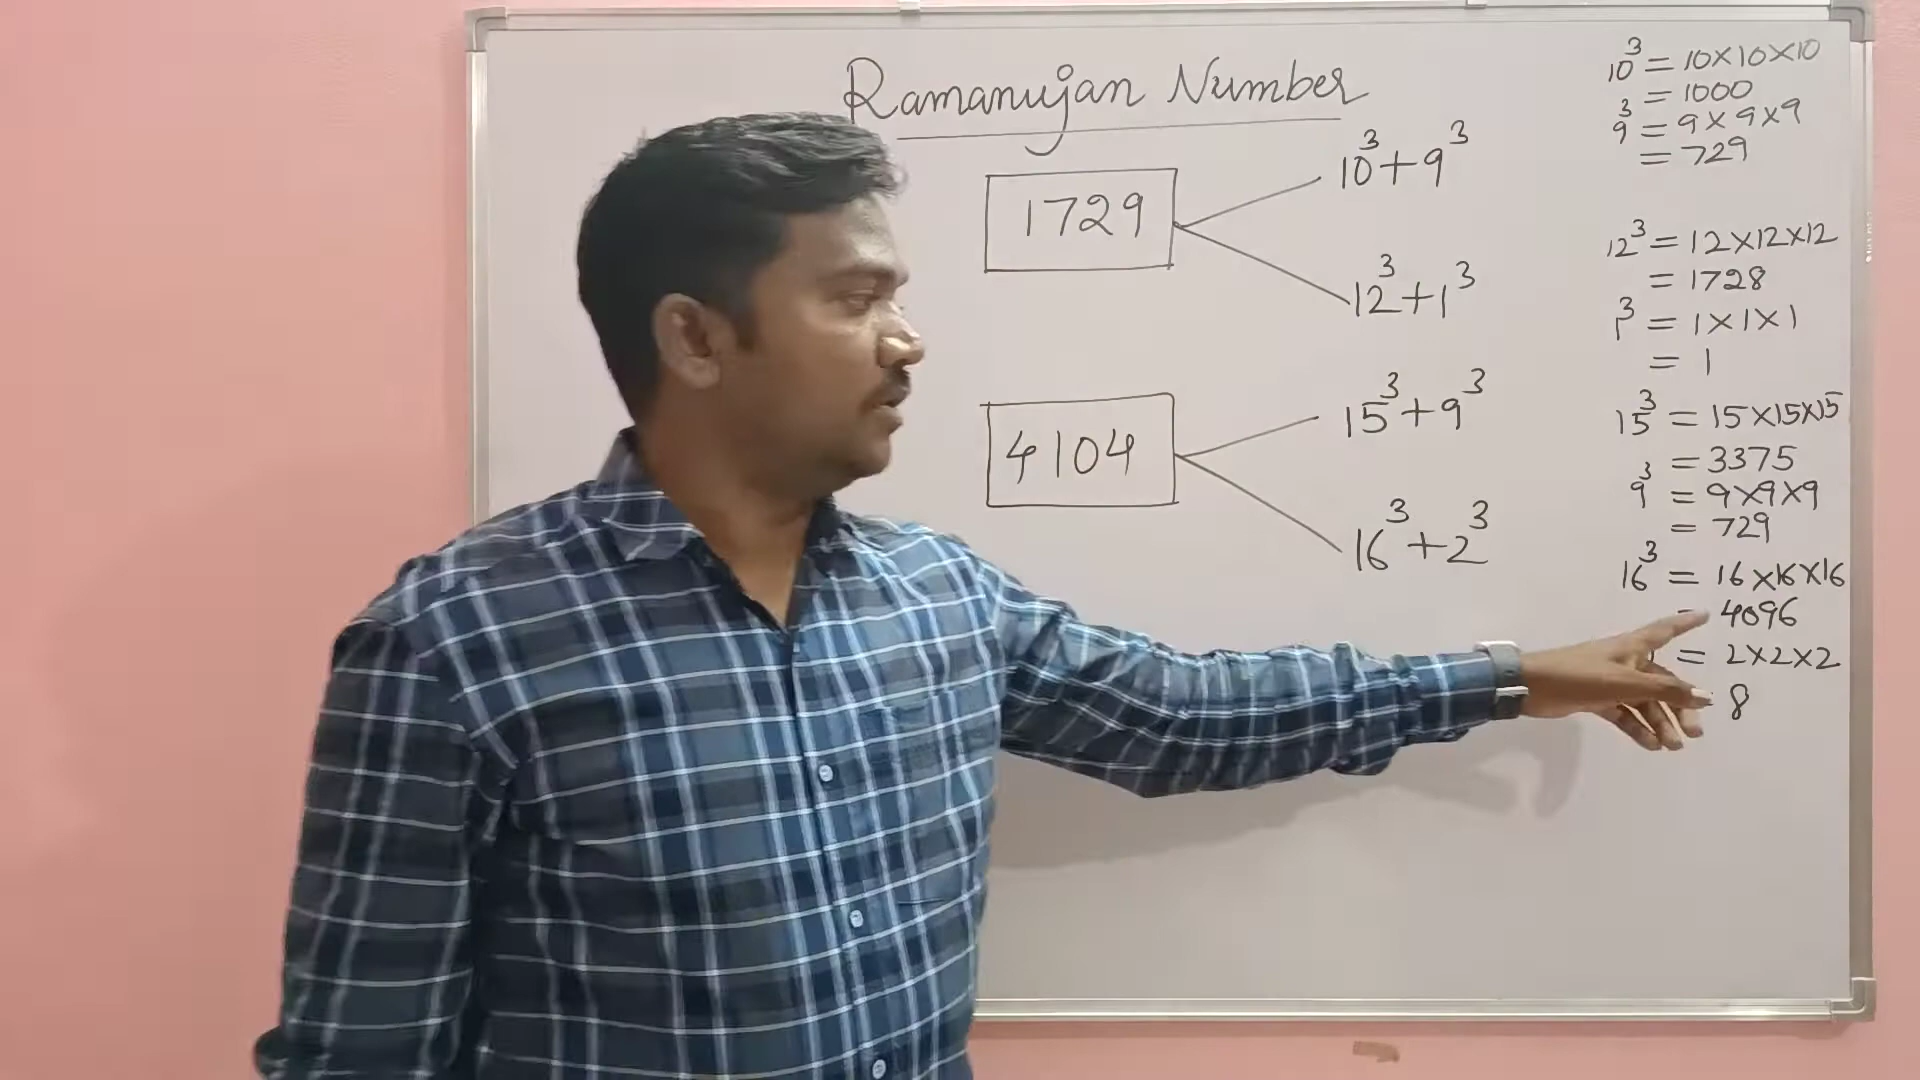 Ramanujan Number
1729
10³+9³
12³+1³
4104
15³+9³
16³+2³
10³ = 10×10×10
= 1000
9³ = 9×9×9
= 729
12³ = 12×12×12
= 1728
1³ = 1×1×1
= 1
15³ = 15×15×15
= 3375
9³ = 9×9×9
= 729
16³ = 16×16×16
= 4096
= 2×2×2
8